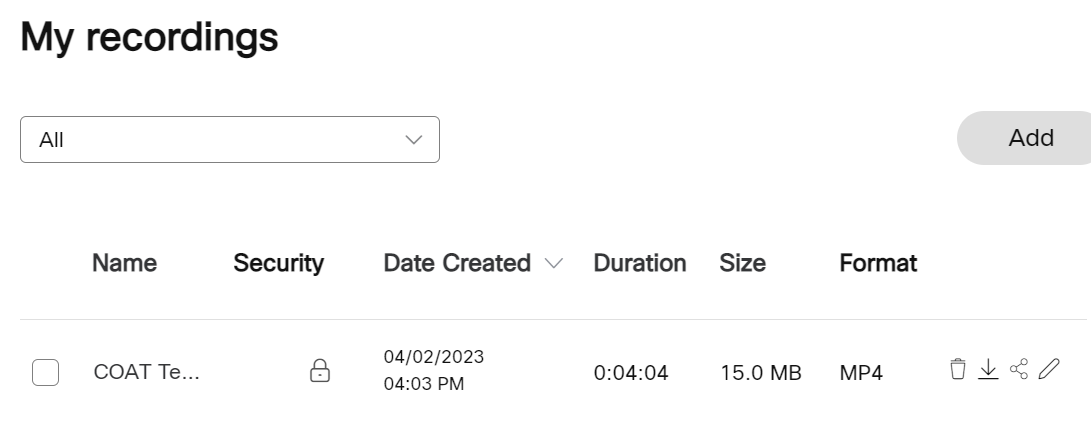 My recordings
All
Add
Name Security Date Created Duration Size Format
COAT Te... 04/02/2023 04:03 PM 0:04:04 15.0 MB MP4